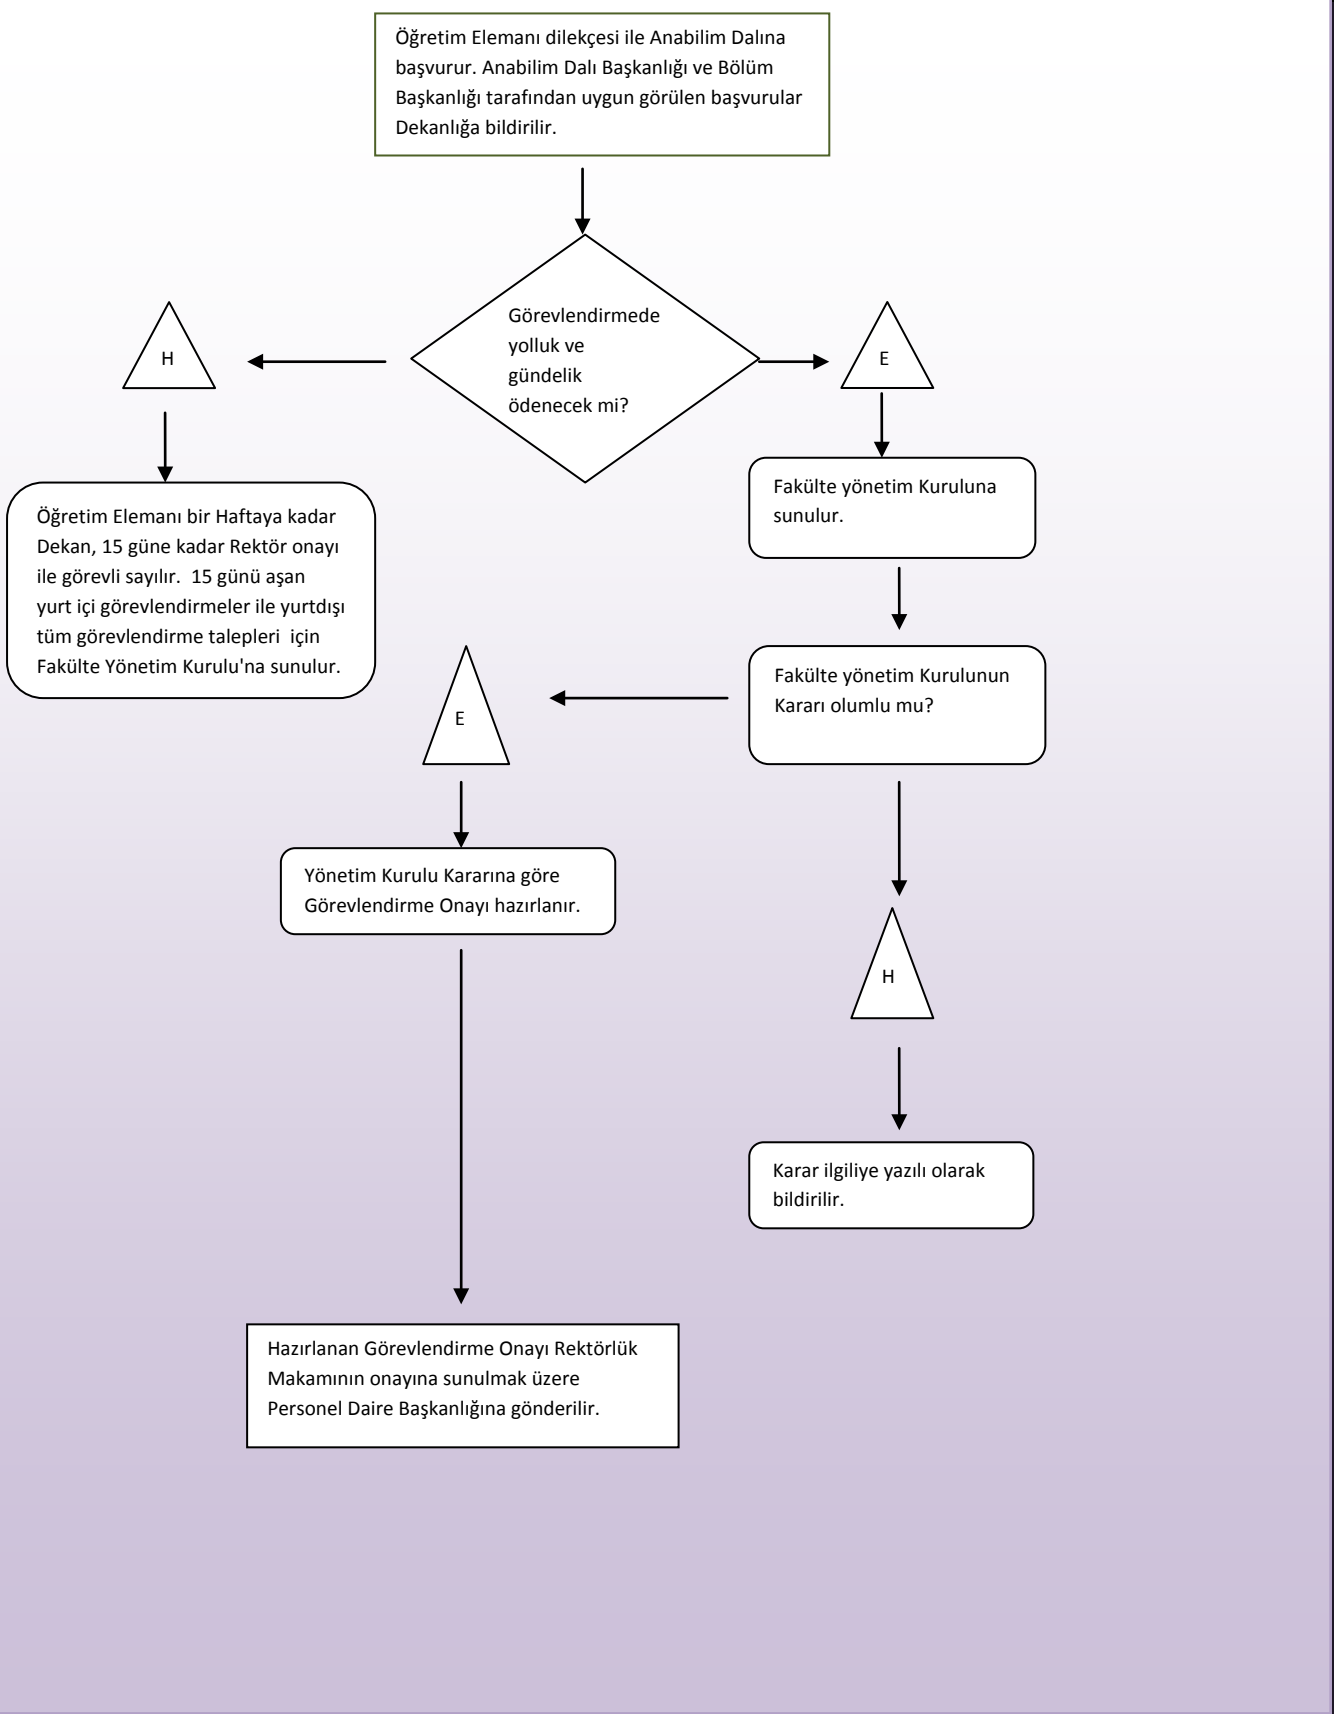 Öğretim Elemanı dilekçesi ile Anabilim Dalına
başvurur. Anabilim Dalı Başkanlığı ve Bölüm
Başkanlığı tarafından uygun görülen başvurular
Dekanlığa bildirilir.
Görevlendirmede
yolluk ve
gündelik
ödenecek mi?
H
E
Öğretim Elemanı bir Haftaya kadar
Dekan, 15 güne kadar Rektör onayı
ile görevli sayılır.  15 günü aşan
yurt içi görevlendirmeler ile yurtdışı
tüm görevlendirme talepleri  için
Fakülte Yönetim Kurulu'na sunulur.
Fakülte yönetim Kuruluna
sunulur.
Fakülte yönetim Kurulunun
Kararı olumlu mu?
E
Yönetim Kurulu Kararına göre
Görevlendirme Onayı hazırlanır.
H
Karar ilgiliye yazılı olarak
bildirilir.
Hazırlanan Görevlendirme Onayı Rektörlük
Makamının onayına sunulmak üzere
Personel Daire Başkanlığına gönderilir.